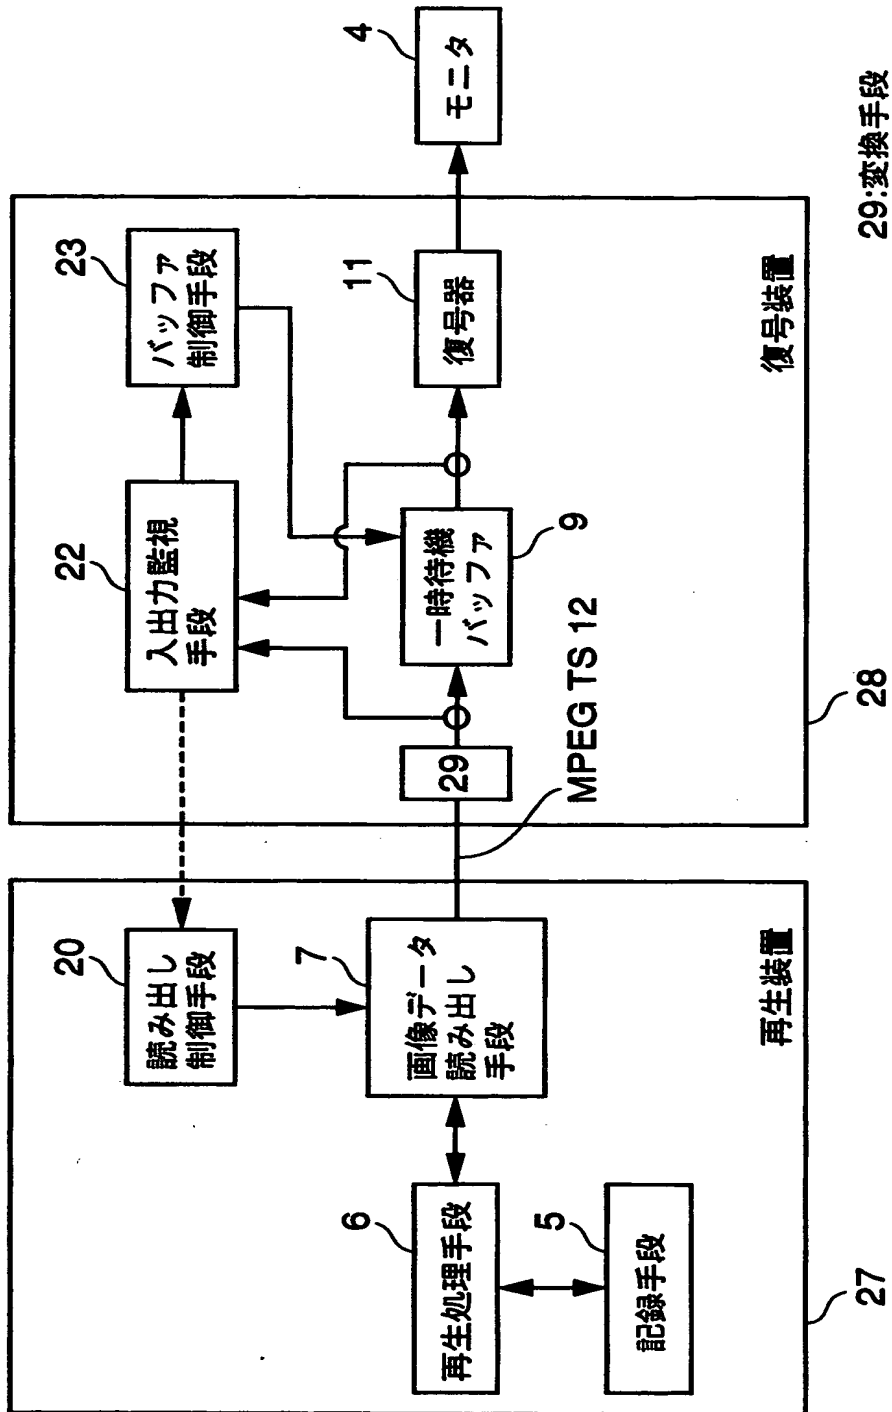 27
再生装置
5
記録手段
6
再生処理手段
7
画像データ
読み出し
手段
20
読み出し
制御手段
MPEG TS 12
28
復号装置
29
9
一時待機
バッファ
22
入出力監視
手段
23
バッファ
制御手段
11
復号器
4
モニタ
29:変換手段